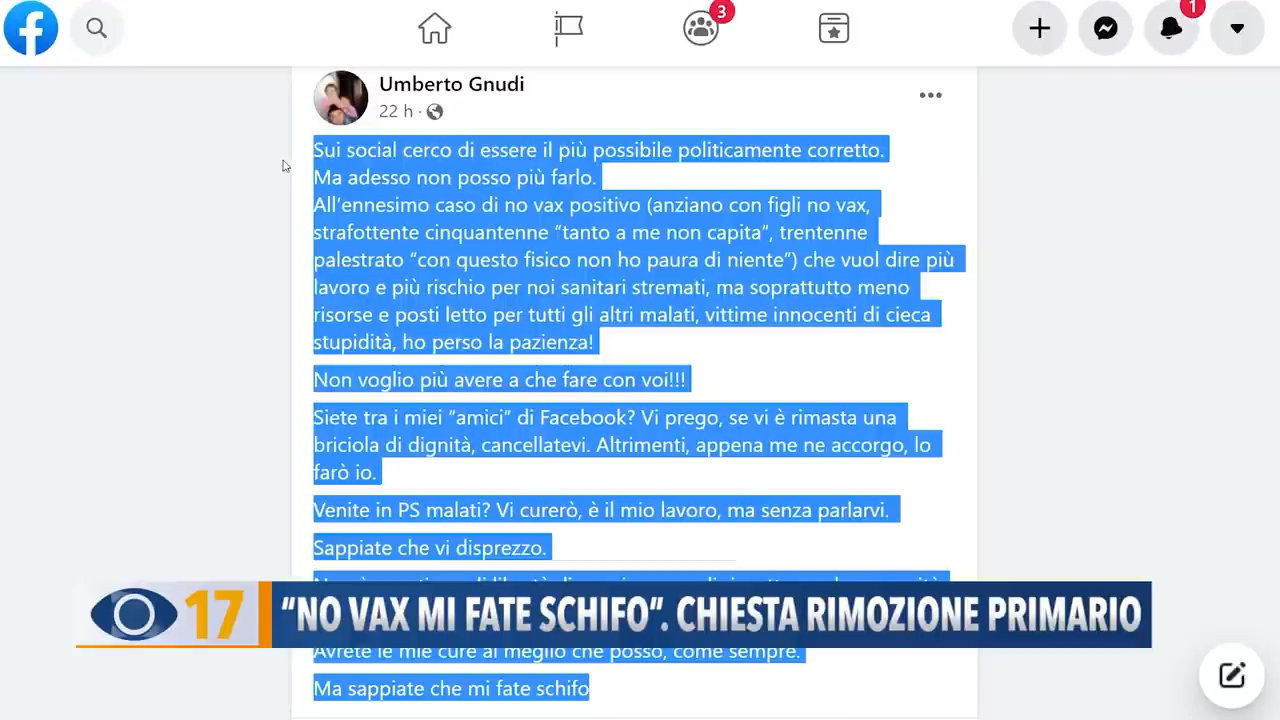 3
1
Umberto Gnudi
22 h ·
Sui social cerco di essere il più possibile politicamente corretto.
Ma adesso non posso più farlo.
All'ennesimo caso di no vax positivo (anziano con figli no vax,
strafottente cinquantenne "tanto a me non capita", trentenne
palestrato "con questo fisico non ho paura di niente") che vuol dire più
lavoro e più rischio per noi sanitari stremati, ma soprattutto meno
risorse e posti letto per tutti gli altri malati, vittime innocenti di cieca
stupidità, ho perso la pazienza!
Non voglio più avere a che fare con voi!!!
Siete tra i miei "amici" di Facebook? Vi prego, se vi è rimasta una
briciola di dignità, cancellatevi. Altrimenti, appena me ne accorgo, lo
farò io.
Venite in PS malati? Vi curerò, è il mio lavoro, ma senza parlarvi.
Sappiate che vi disprezzo.
17 "NO VAX MI FATE SCHIFO". CHIESTA RIMOZIONE PRIMARIO
Avrete le mie cure al meglio che posso, come sempre.
Ma sappiate che mi fate schifo